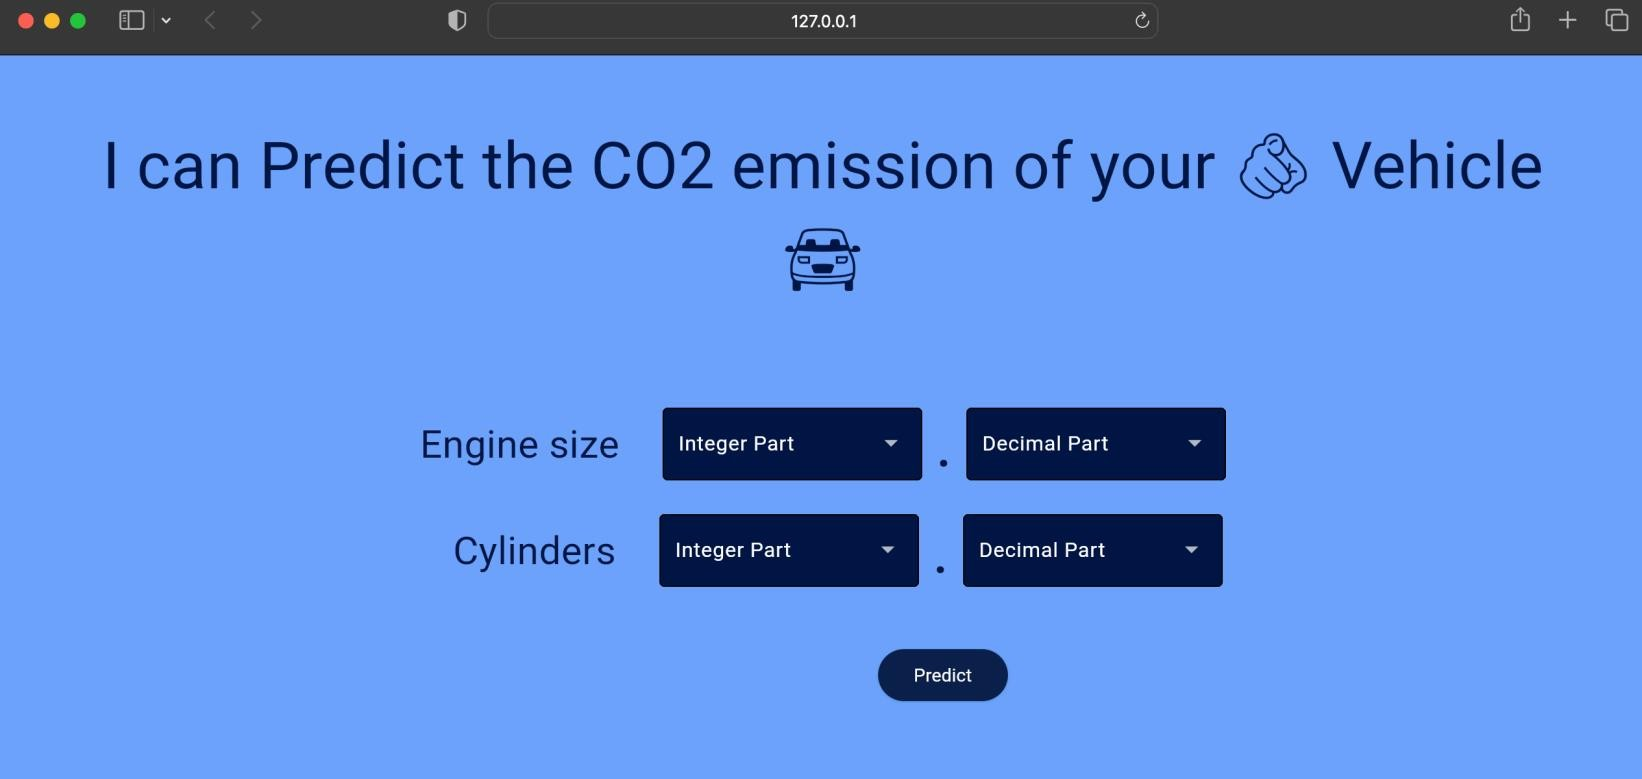 127.0.0.1
I can Predict the CO2 emission of your Vehicle
Engine size Integer Part . Decimal Part
Cylinders Integer Part . Decimal Part
Predict